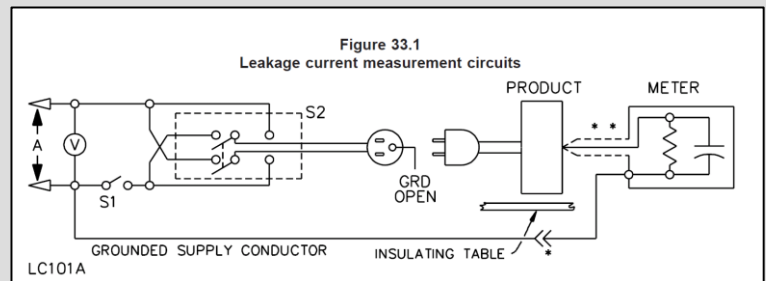 Figure 33.1
Leakage current measurement circuits
PRODUCT
METER
S2
* *
A
V
GRD
OPEN
S1
GROUNDED SUPPLY CONDUCTOR
INSULATING TABLE
*
LC101A